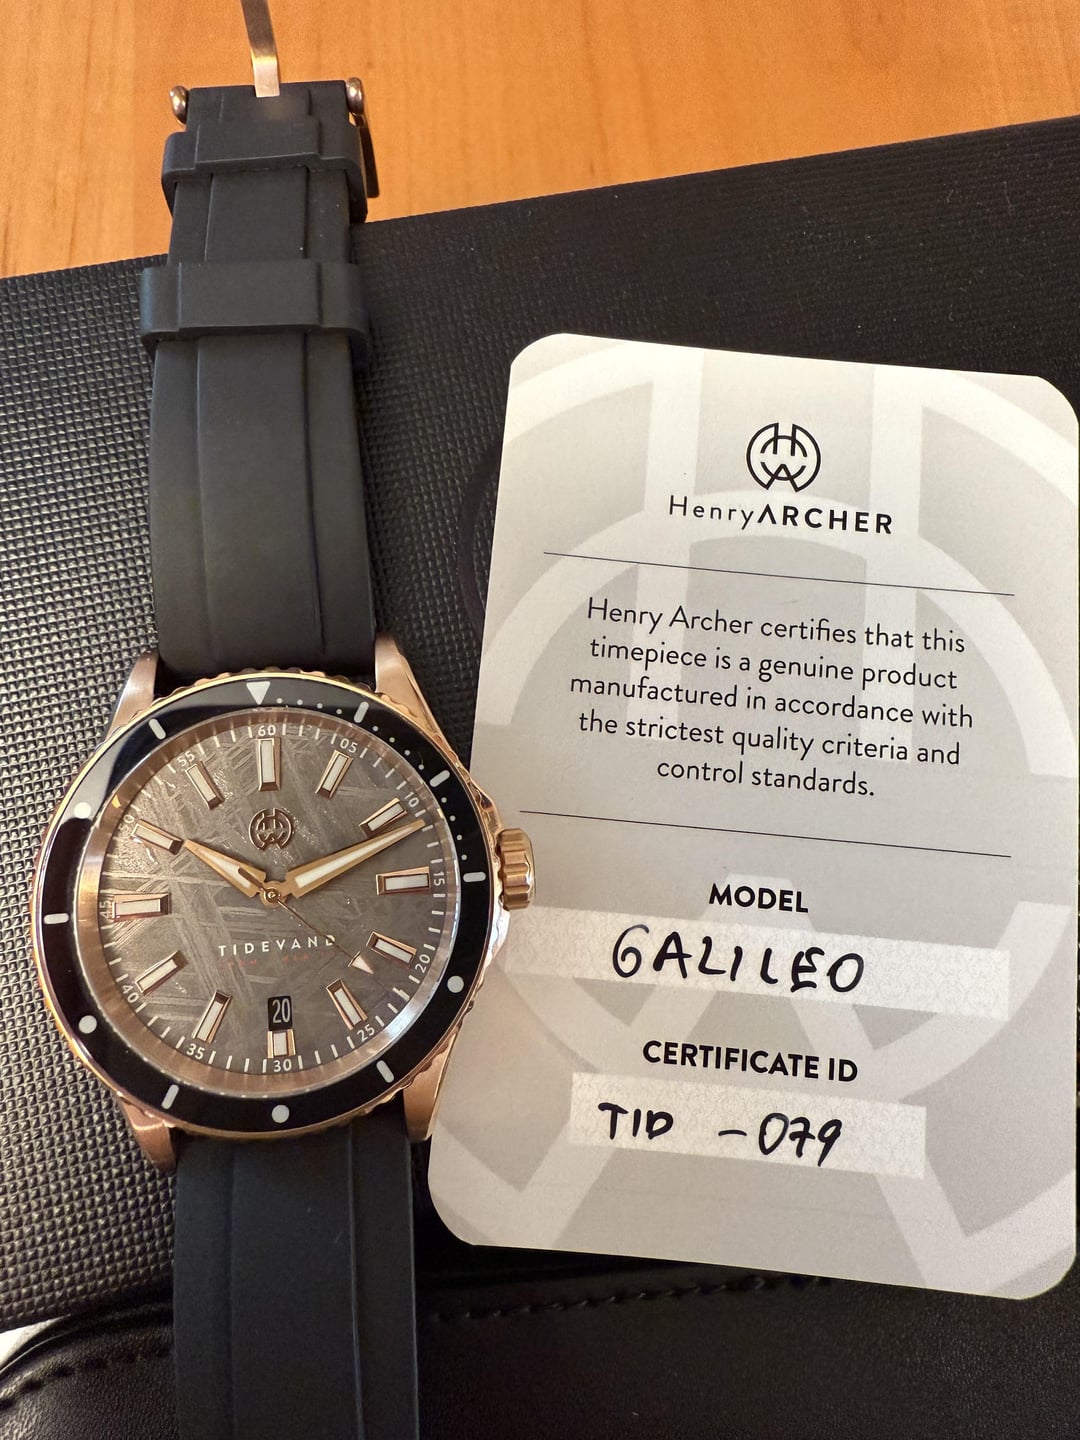 60
05
10
15
20
25
30
35
40
45
50
55
TIDEVAND
20
HenryARCHER
Henry Archer certifies that this
timepiece is a genuine product
manufactured in accordance with
the strictest quality criteria and
control standards.
MODEL
GALILEO
CERTIFICATE ID
TID - 079